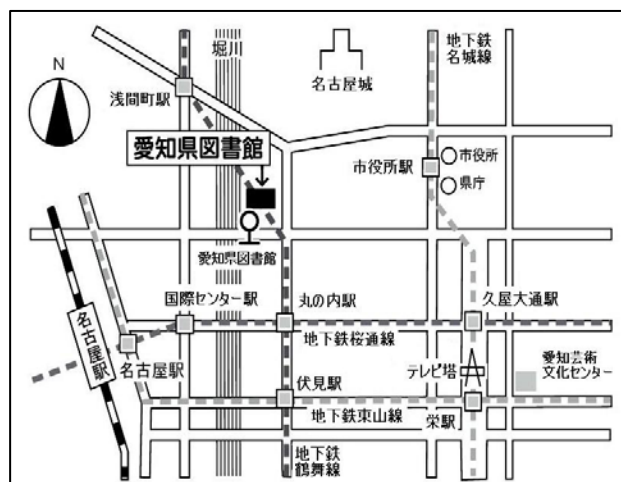 N
堀川
名古屋城
地下鉄
名城線
浅間町駅
愛知県図書館
市役所駅
市役所
県庁
愛知県図書館
国際センター駅
丸の内駅
久屋大通駅
地下鉄桜通線
名古屋駅
名古屋駅
伏見駅
テレビ塔
愛知芸術
文化センター
地下鉄東山線
栄駅
地下鉄
鶴舞線